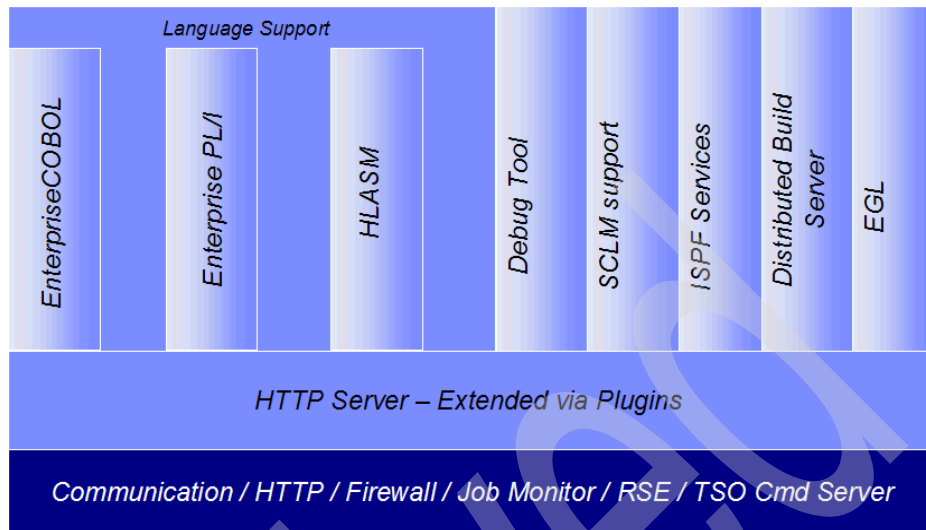 Language Support
EnterpriseCOBOL
Enterprise PL/I
HLASM
Debug Tool
SCLM support
ISPF Services
Distributed Build
Server
EGL
HTTP Server – Extended via Plugins
Communication / HTTP / Firewall / Job Monitor / RSE / TSO Cmd Server